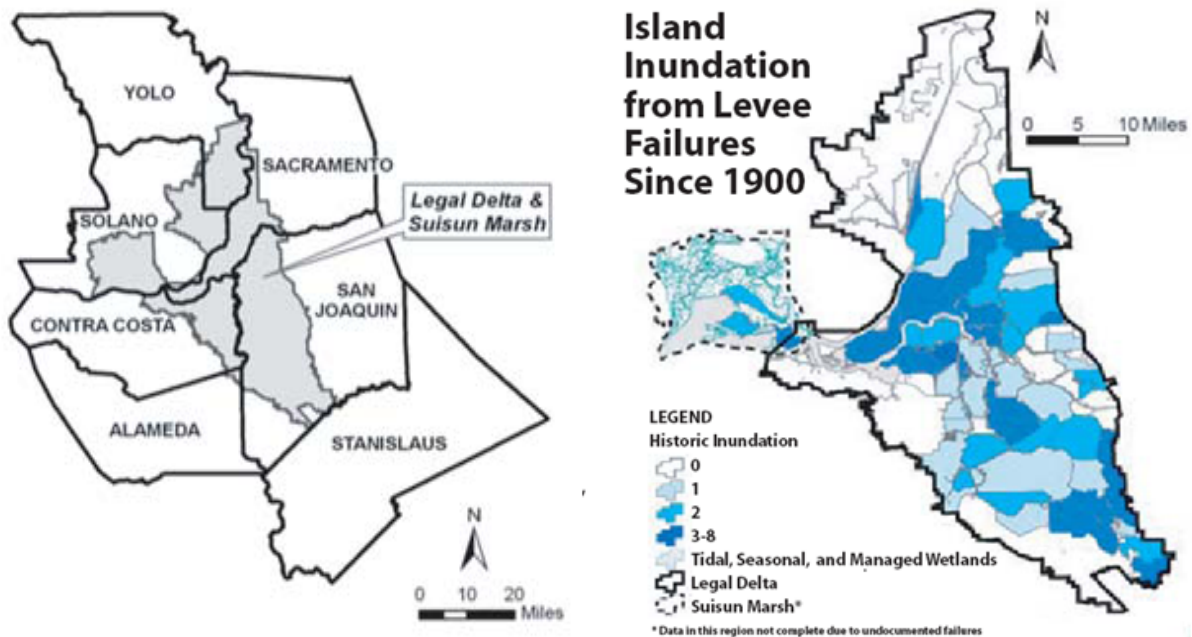 YOLO
SACRAMENTO
Legal Delta &
Suisun Marsh
SOLANO
SAN
JOAQUIN
CONTRA COSTA
ALAMEDA
STANISLAUS
N
0 10 20
Miles
Island
Inundation
from Levee
Failures
Since 1900
N
0 5 10 Miles
LEGEND
Historic Inundation
0
1
2
3-8
Tidal, Seasonal, and Managed Wetlands
Legal Delta
Suisun Marsh*
* Data in this region not complete due to undocumented failures